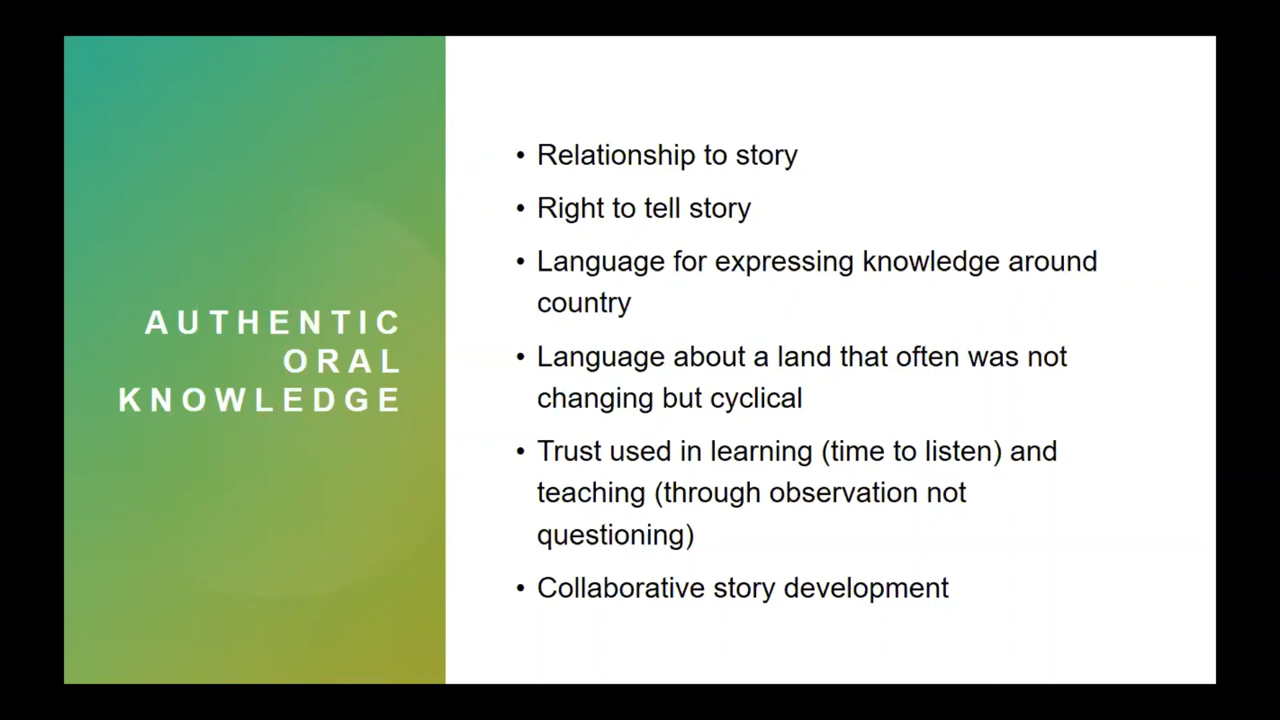 AUTHENTIC
ORAL
KNOWLEDGE
• Relationship to story
• Right to tell story
• Language for expressing knowledge around
country
• Language about a land that often was not
changing but cyclical
• Trust used in learning (time to listen) and
teaching (through observation not
questioning)
• Collaborative story development